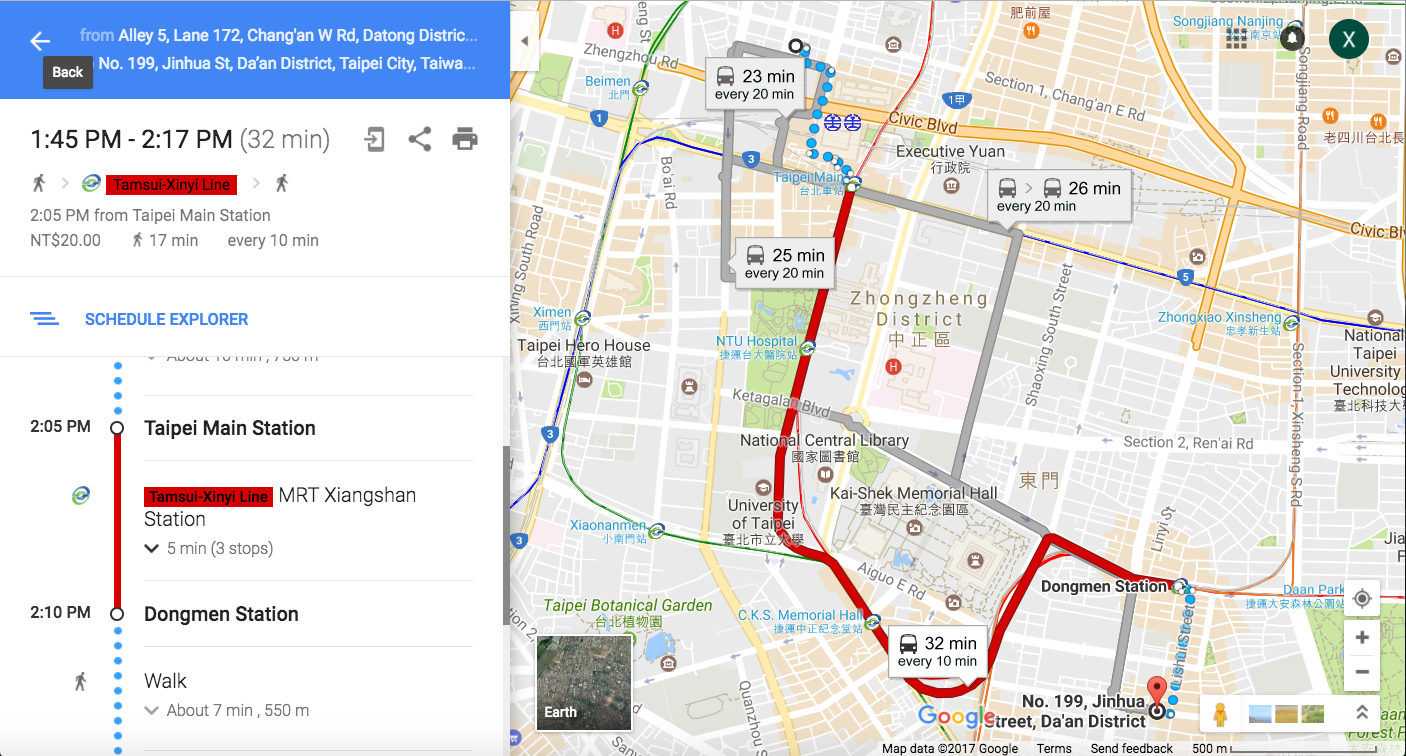 from Alley 5, Lane 172, Chang'an W Rd, Datong Distric...
No. 199, Jinhua St, Da'an District, Taipei City, Taiwa...
Back
1:45 PM - 2:17 PM (32 min)
Tamsui-Xinyi Line
2:05 PM from Taipei Main Station
NT$20.00 17 min every 10 min
SCHEDULE EXPLORER
2:05 PM Taipei Main Station
Tamsui-Xinyi Line MRT Xiangshan
Station
5 min (3 stops)
2:10 PM Dongmen Station
Walk
About 7 min , 550 m
肥前屋
Songjiang Nanjing
X
Zhengzhou Rd
Beimen
北門
23 min
every 20 min
Section 1, Chang'an E Rd
1甲
Songjiang Road
1
Civic Blvd
老四川台北長
Executive Yuan
行政院
3
Bo'ai Rd
Taipei Main
台北車站
26 min
every 20 min
Civic Blv
25 min
every 20 min
5
Xining South Road
Zhongzheng
District
中正區
Shaoxing South Street
Ximen
西門站
Zhongxiao Xinsheng
忠孝新生站
Taipei Hero House
台北國軍英雄館
NTU Hospital
捷運台大醫院站
National
Taipei
University
Technolog
臺北科技大
Section 1, Xinsheng S Rd
Ketagalan Blvd
3
National Central Library
國家圖書館
Section 2, Ren'ai Rd
東門
Kai-Shek Memorial Hall
臺灣民主紀念園區
University
of Taipei
臺北市立大學
Xiaonanmen
小南門站
3
Linyi St
Jia
F
Aiguo E Rd
Dongmen Station
Daan Park
捷運大安森林公園站
Taipei Botanical Garden
台北植物園
C.K.S. Memorial Hall
捷運中正紀念堂站
Lishui Street
32 min
every 10 min
Earth
Quanzhou St
No. 199, Jinhua
Street, Da'an District
Google
Map data ©2017 Google Terms Send feedback 500 m